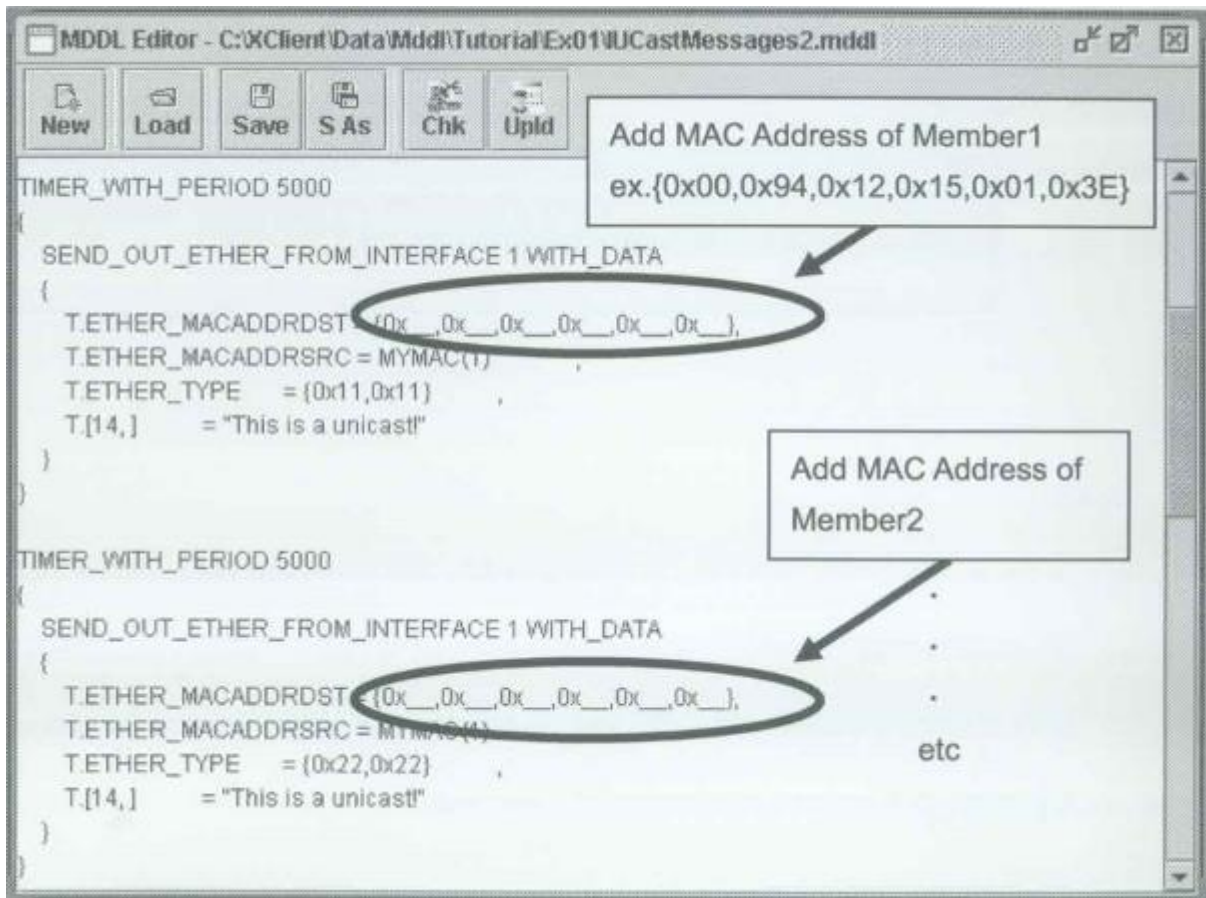 MDDL Editor - C:\XClient\Data\Mddl\Tutorial\Ex01\IUCastMessages2.mddl
New Load Save S As Chk Upld
Add MAC Address of Member1
ex.{0x00,0x94,0x12,0x15,0x01,0x3E}
TIMER_WITH_PERIOD 5000
{
SEND_OUT_ETHER_FROM_INTERFACE 1 WITH_DATA
{
T.ETHER_MACADDRDST = {0x__,0x__,0x__,0x__,0x__,0x__},
T.ETHER_MACADDRSRC = MYMAC(1) ,
T.ETHER_TYPE = {0x11,0x11} ,
T.[14,] = "This is a unicast!"
}
}
Add MAC Address of
Member2
TIMER_WITH_PERIOD 5000
{
SEND_OUT_ETHER_FROM_INTERFACE 1 WITH_DATA
{
T.ETHER_MACADDRDST = {0x__,0x__,0x__,0x__,0x__,0x__},
T.ETHER_MACADDRSRC = MYMAC(1)
T.ETHER_TYPE = {0x22,0x22} ,
T.[14,] = "This is a unicast!"
}
}
.
.
.
etc